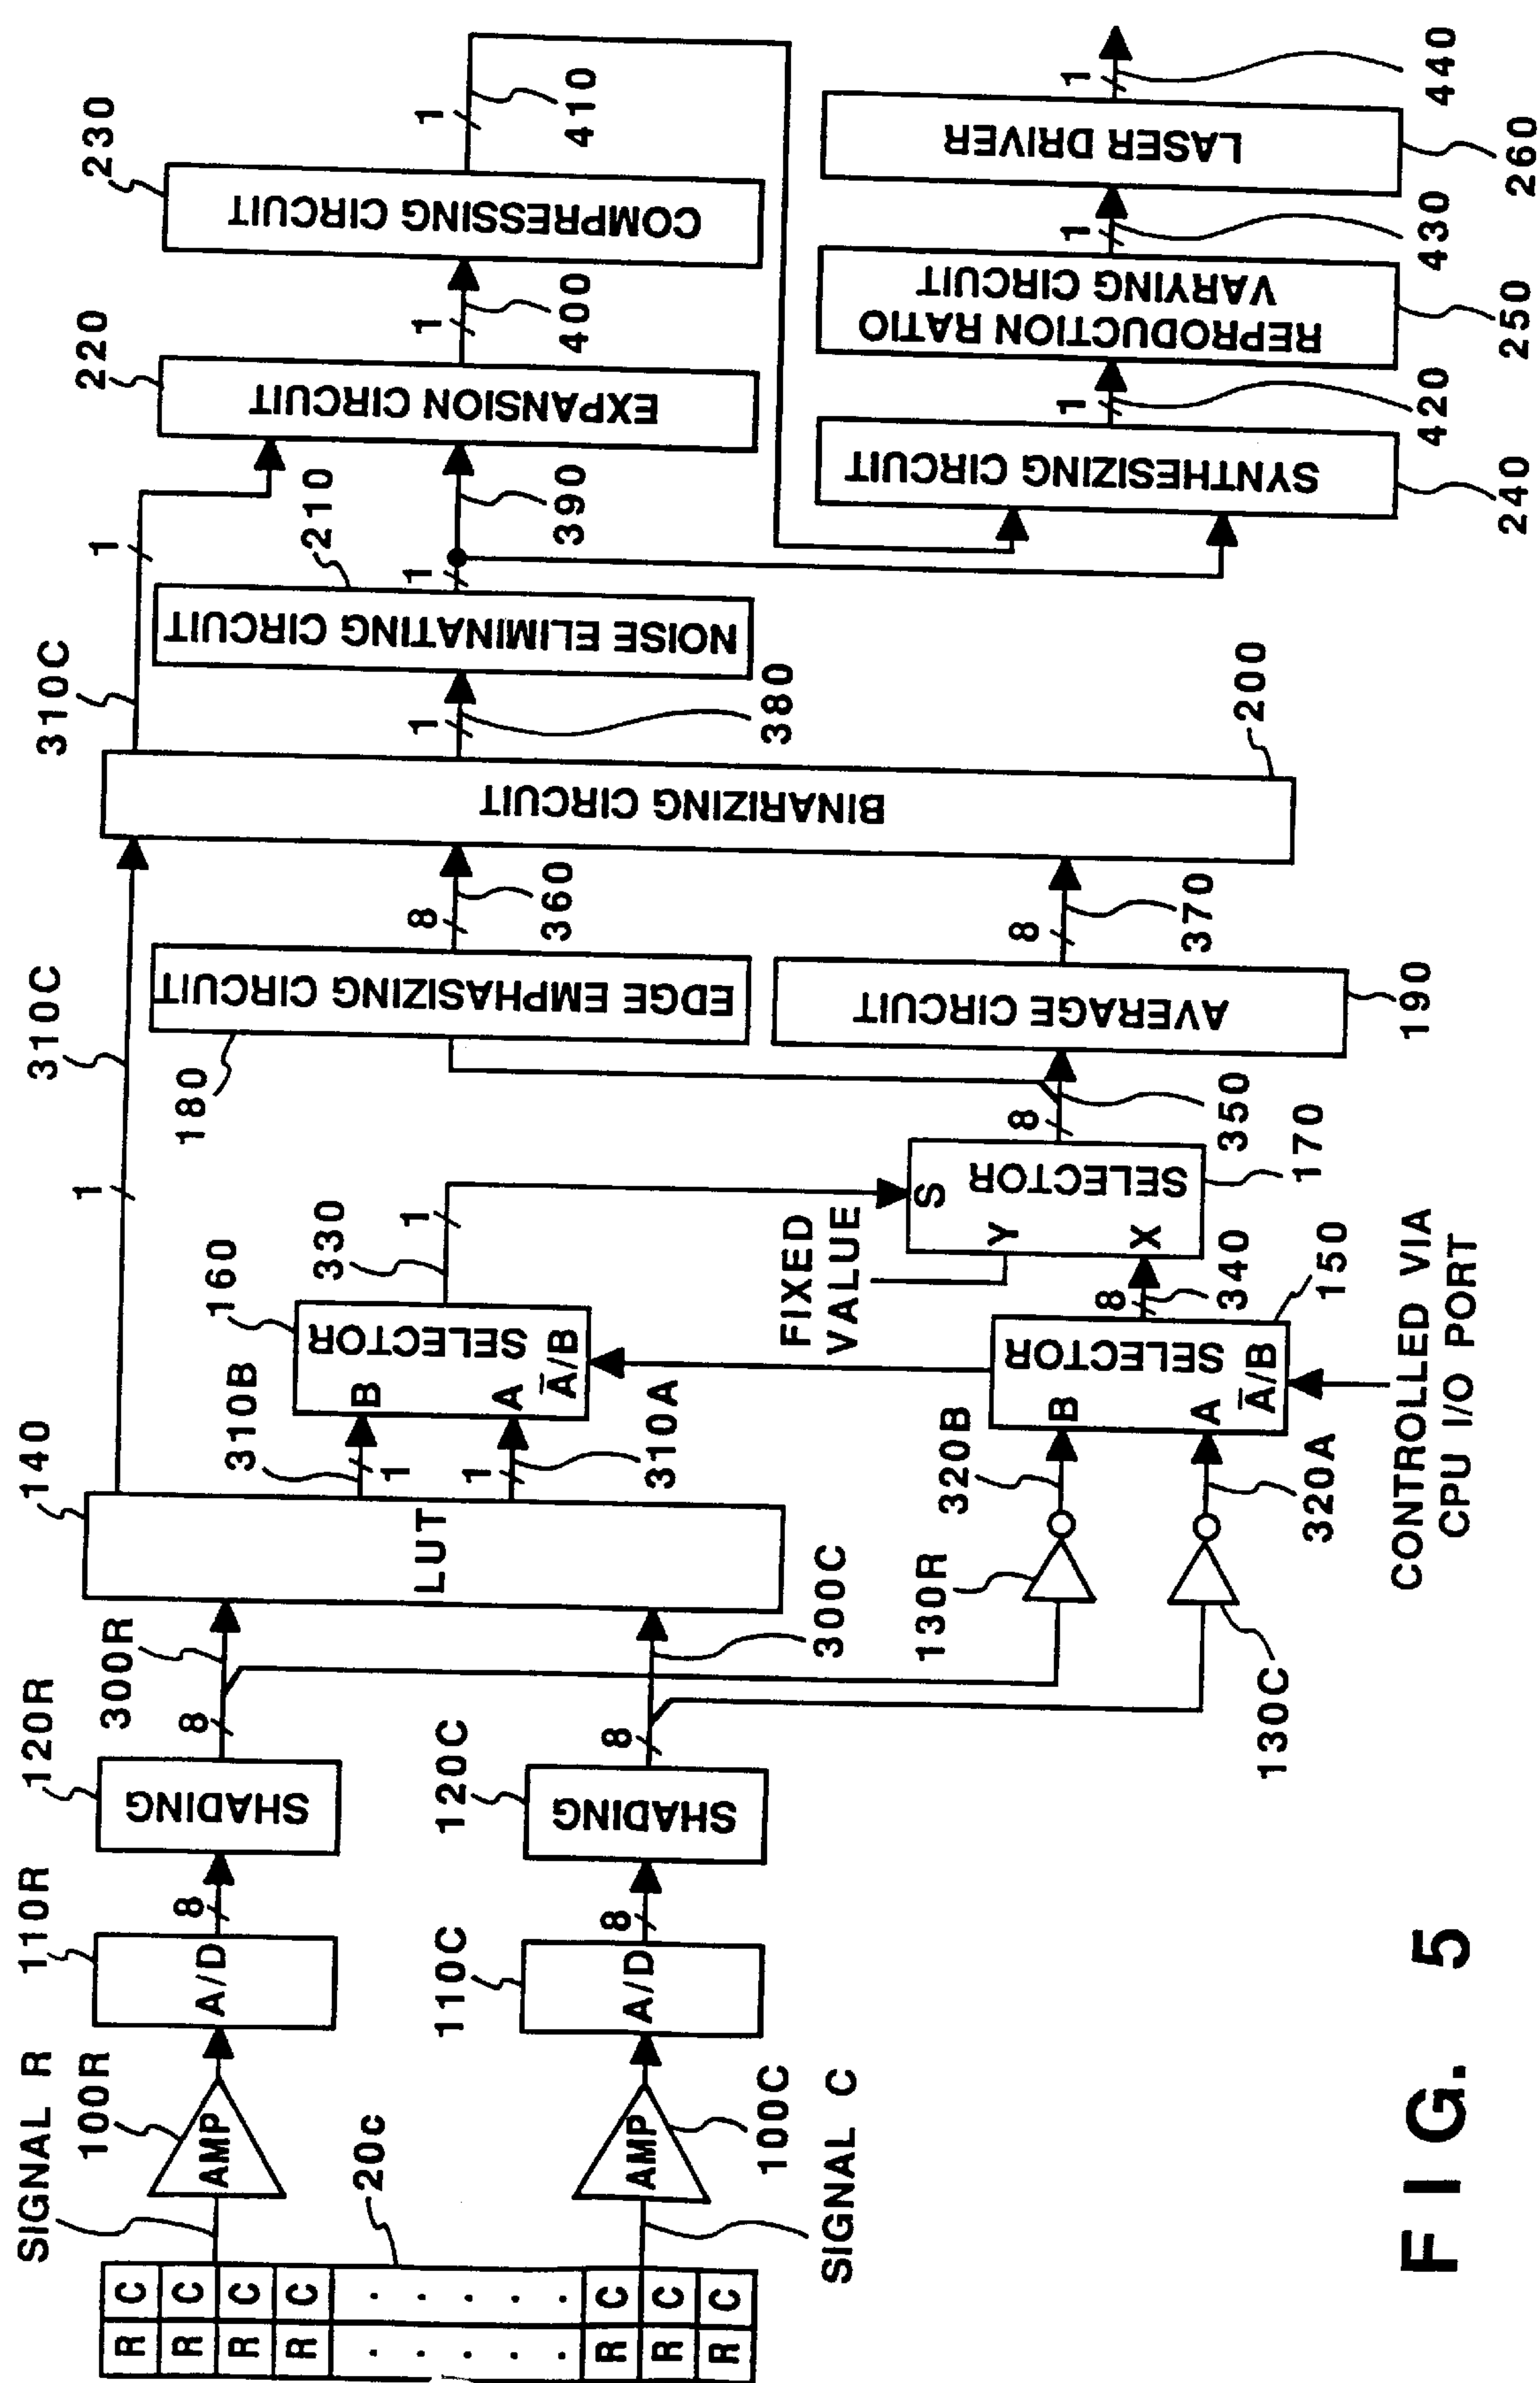 SIGNAL R
100R
AMP
110R
A/D
8
120R
SHADING
8
300R
140
LUT
1
310C
310C
1
R C
R C
R C
R C
. .
. .
. .
. .
. .
R C
R C
R C
20c
SIGNAL C
100C
AMP
110C
A/D
8
120C
SHADING
8
300C
310B
1
B
1
A
310A
160
SELECTOR
A̅/B
330
1
130R
320B
B
130C
320A
A
150
SELECTOR
A̅/B
CONTROLLED VIA
CPU I/O PORT
8
340
FIXED
VALUE
S
Y
X
SELECTOR
170
8
350
180
EDGE EMPHASIZING CIRCUIT
8
360
AVERAGE CIRCUIT
190
8
370
BINARIZING CIRCUIT
200
1
380
210
NOISE ELIMINATING CIRCUIT
1
390
220
EXPANSION CIRCUIT
1
400
230
COMPRESSING CIRCUIT
1
410
SYNTHESIZING CIRCUIT
240
1
420
REPRODUCTION RATIO
VARYING CIRCUIT
250
1
430
LASER DRIVER
260
1
440
FIG. 5